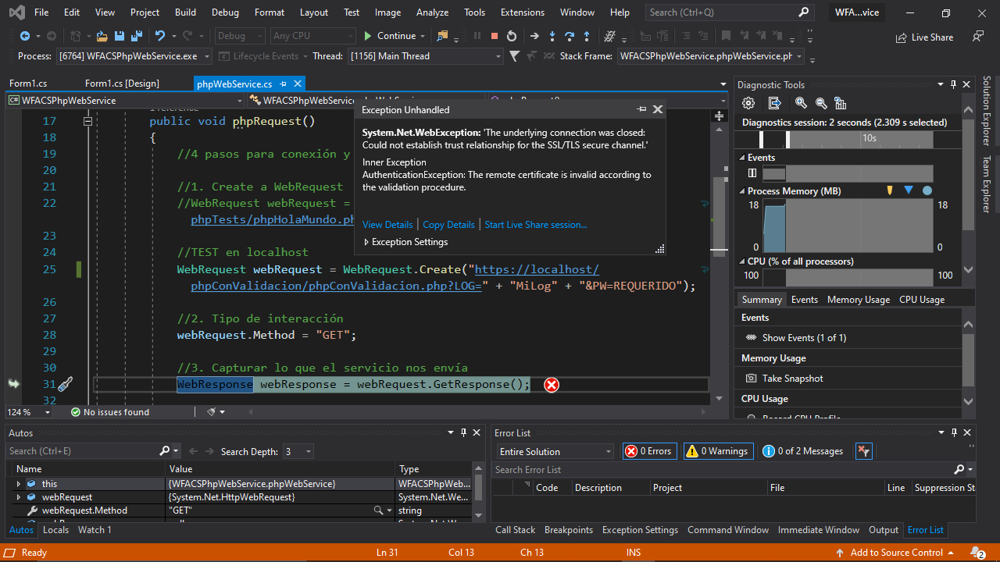 File Edit View Project Build Debug Format Layout Test Image Analyze Tools Extensions Window Help Search (Ctrl+Q) WFA...vice
Debug Any CPU Continue Live Share
Process: [6764] WFACSPhpWebService.exe Lifecycle Events Thread: [1156] Main Thread Stack Frame: WFACSPhpWebService.phpWebService.ph
Form1.cs Form1.cs [Design] phpWebService.cs
WFACSPhpWebService WFACSPhpWebService
17 public void phpRequest()
18 {
19 //4 pasos para conexión y
20
21 //1. Create a WebRequest
22 //WebRequest webRequest =
phpTests/phpHolaMundo.ph
23
24 //TEST en localhost
25 WebRequest webRequest = WebRequest.Create("https://localhost/
phpConValidacion/phpConValidacion.php?LOG=" + "MiLog" + "&PW=REQUERIDO");
26
27 //2. Tipo de interacción
28 webRequest.Method = "GET";
29
30 //3. Capturar lo que el servicio nos envía
31 WebResponse webResponse = webRequest.GetResponse();
32
Exception Unhandled
System.Net.WebException: 'The underlying connection was closed:
Could not establish trust relationship for the SSL/TLS secure channel.'
Inner Exception
AuthenticationException: The remote certificate is invalid according to
the validation procedure.
View Details | Copy Details | Start Live Share session...
Exception Settings
124 % No issues found
Diagnostic Tools
Diagnostics session: 2 seconds (2.309 s selected)
10s
Events
Process Memory (MB)
18 18
0 0
CPU (% of all processors)
100 100
Summary Events Memory Usage CPU Usage
Events
Show Events (1 of 1)
Memory Usage
Take Snapshot
CPU Usage
Record CPU Profile
Solution Explorer
Team Explorer
Autos
Search (Ctrl+E) Search Depth: 3
Name Value Type
this {WFACSPhpWebService.phpWebService} WFACSPhpWeb...
webRequest {System.Net.HttpWebRequest} System.Net.We...
webRequest.Method "GET" string
Autos Locals Watch 1
Error List
Entire Solution 0 Errors 0 Warnings 0 of 2 Messages
Search Error List
Code Description Project File Line Suppression St
Call Stack Breakpoints Exception Settings Command Window Immediate Window Output Error List
Ready Ln 31 Col 13 Ch 13 INS Add to Source Control 2